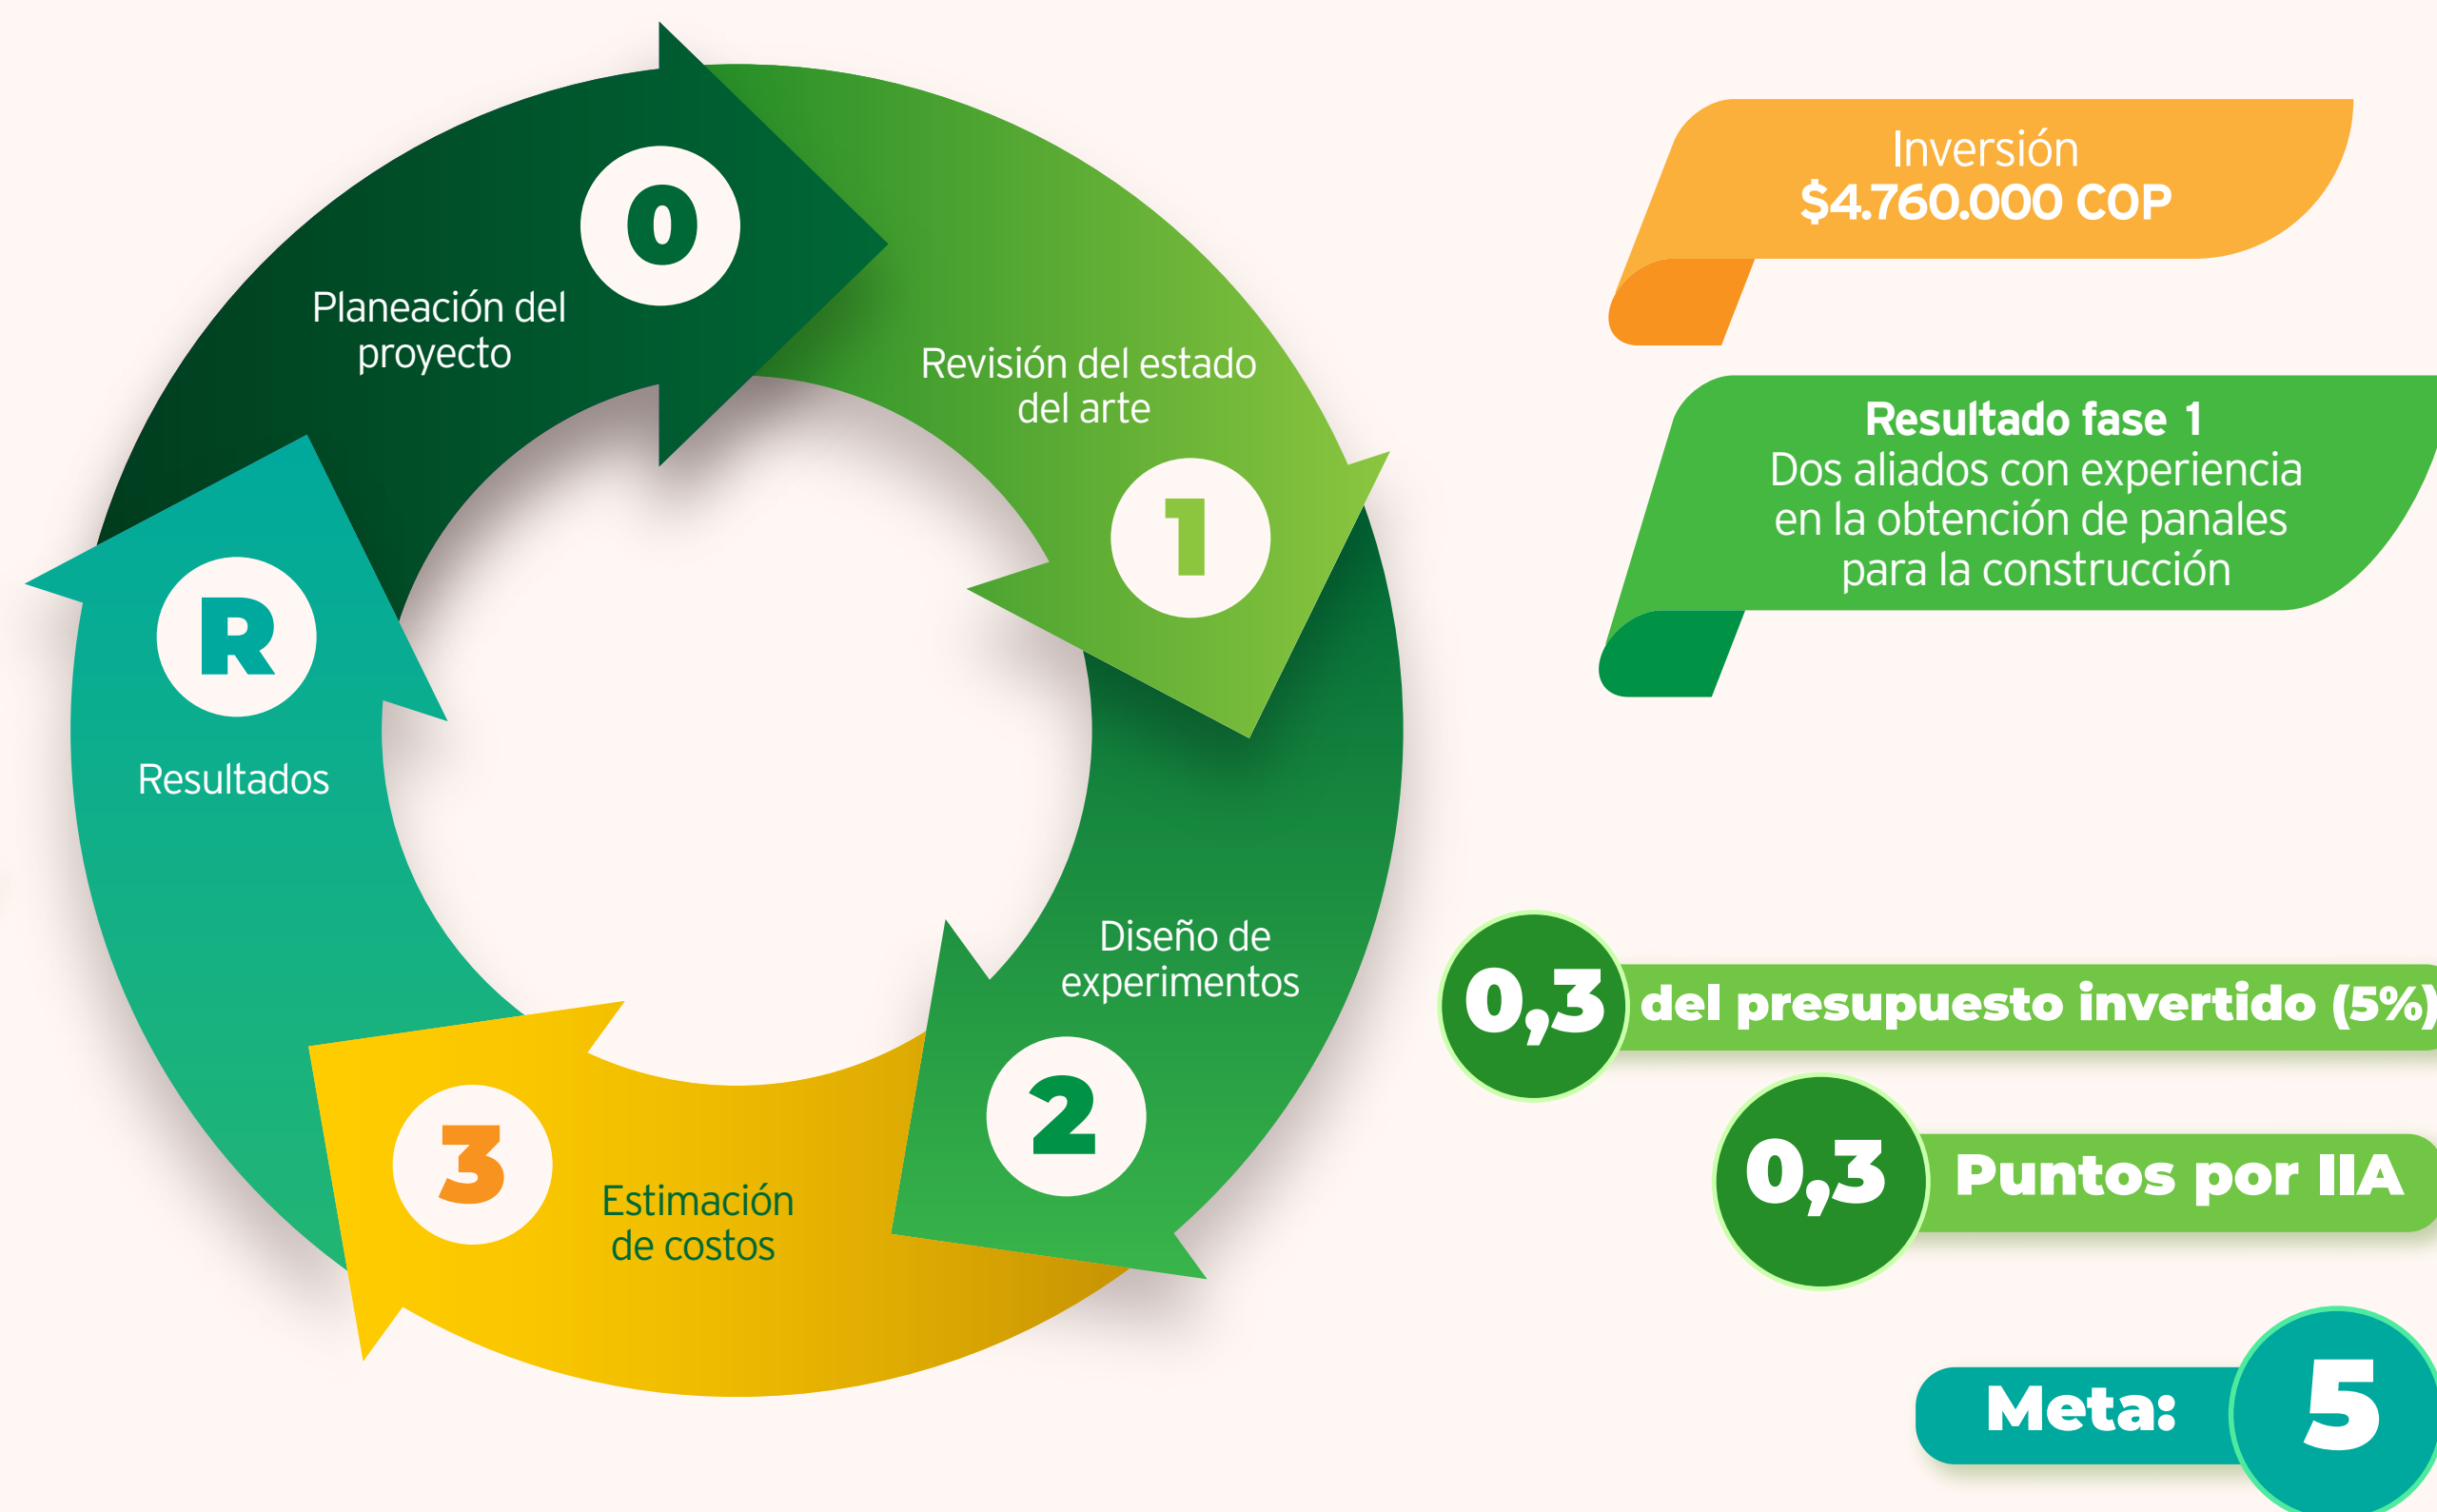 0
Planeación del
proyecto
Revisión del estado
del arte
1
Diseño de
experimentos
2
3
Estimación
de costos
R
Resultados
Inversión
$4.760.000 COP
Resultado fase 1
Dos aliados con experiencia
en la obtención de panales
para la construcción
0,3 del presupuesto invertido (5%)
0,3 Puntos por IIA
Meta: 5